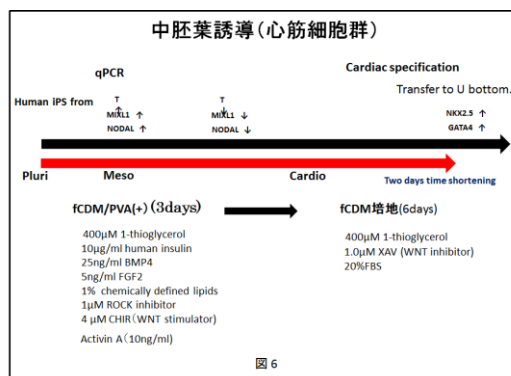 中胚葉誘導（心筋細胞群）
qPCR
Cardiac specification
Transfer to U bottom.
Human iPS from
T ↑
MIXL1 ↑
NODAL ↑
T ↓
MIXL1 ↓
NODAL ↓
NKX2.5 ↑
GATA4 ↑
Pluri
Meso
Cardio
Two days time shortening
fCDM/PVA(+) (3days)
400μM 1-thioglycerol
10μg/ml human insulin
25ng/ml BMP4
5ng/ml FGF2
1% chemically defined lipids
1μM ROCK inhibitor
4 μM CHIR(WNT stimulator)
Activin A(10ng/ml)
fCDM培地(6days)
400μM 1-thioglycerol
1.0μM XAV (WNT inhibitor)
20%FBS
図 6